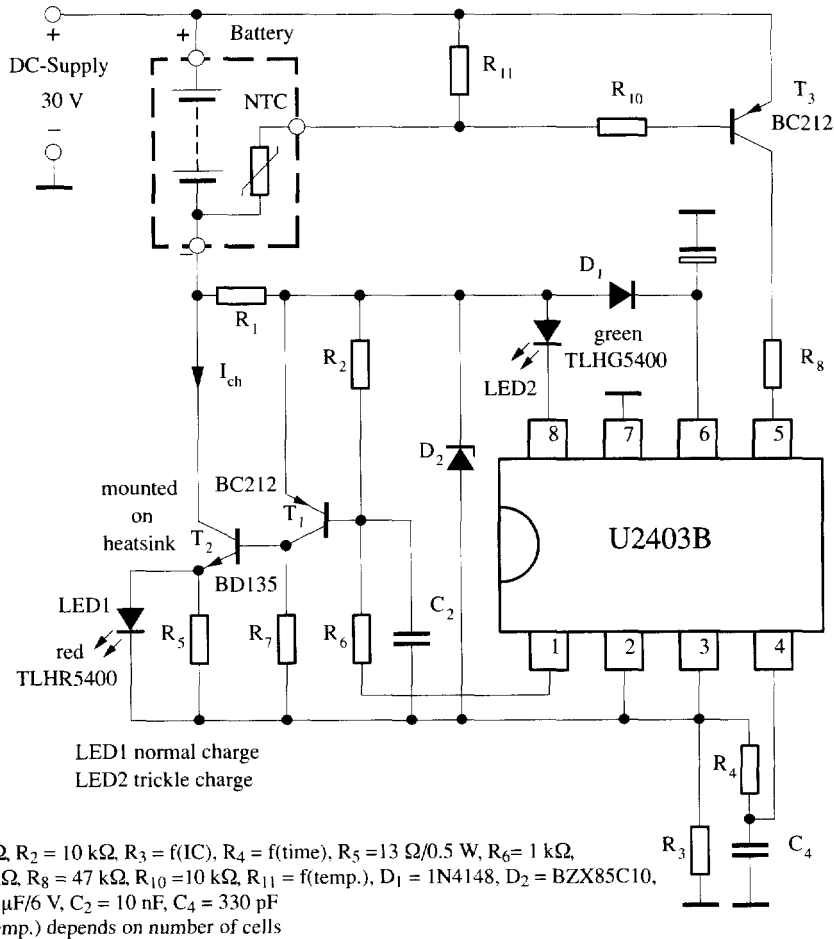 + + Battery
DC-Supply
30 V
−
NTC
−
R11
R10
T3
BC212
R1
D1
green
TLHG5400
LED2
R8
Ich
R2
D2
8 7 6 5
U2403B
1 2 3 4
mounted
on
heatsink
BC212
T1
T2
BD135
C2
LED1
red
TLHR5400
R5
R7
R6
LED1 normal charge
LED2 trickle charge
R4
R3
C4
Ω, R2 = 10 kΩ, R3 = f(IC), R4 = f(time), R5 =13 Ω/0.5 W, R6= 1 kΩ,
Ω, R8 = 47 kΩ, R10 =10 kΩ, R11 = f(temp.), D1 = 1N4148, D2 = BZX85C10,
µF/6 V, C2 = 10 nF, C4 = 330 pF
emp.) depends on number of cells